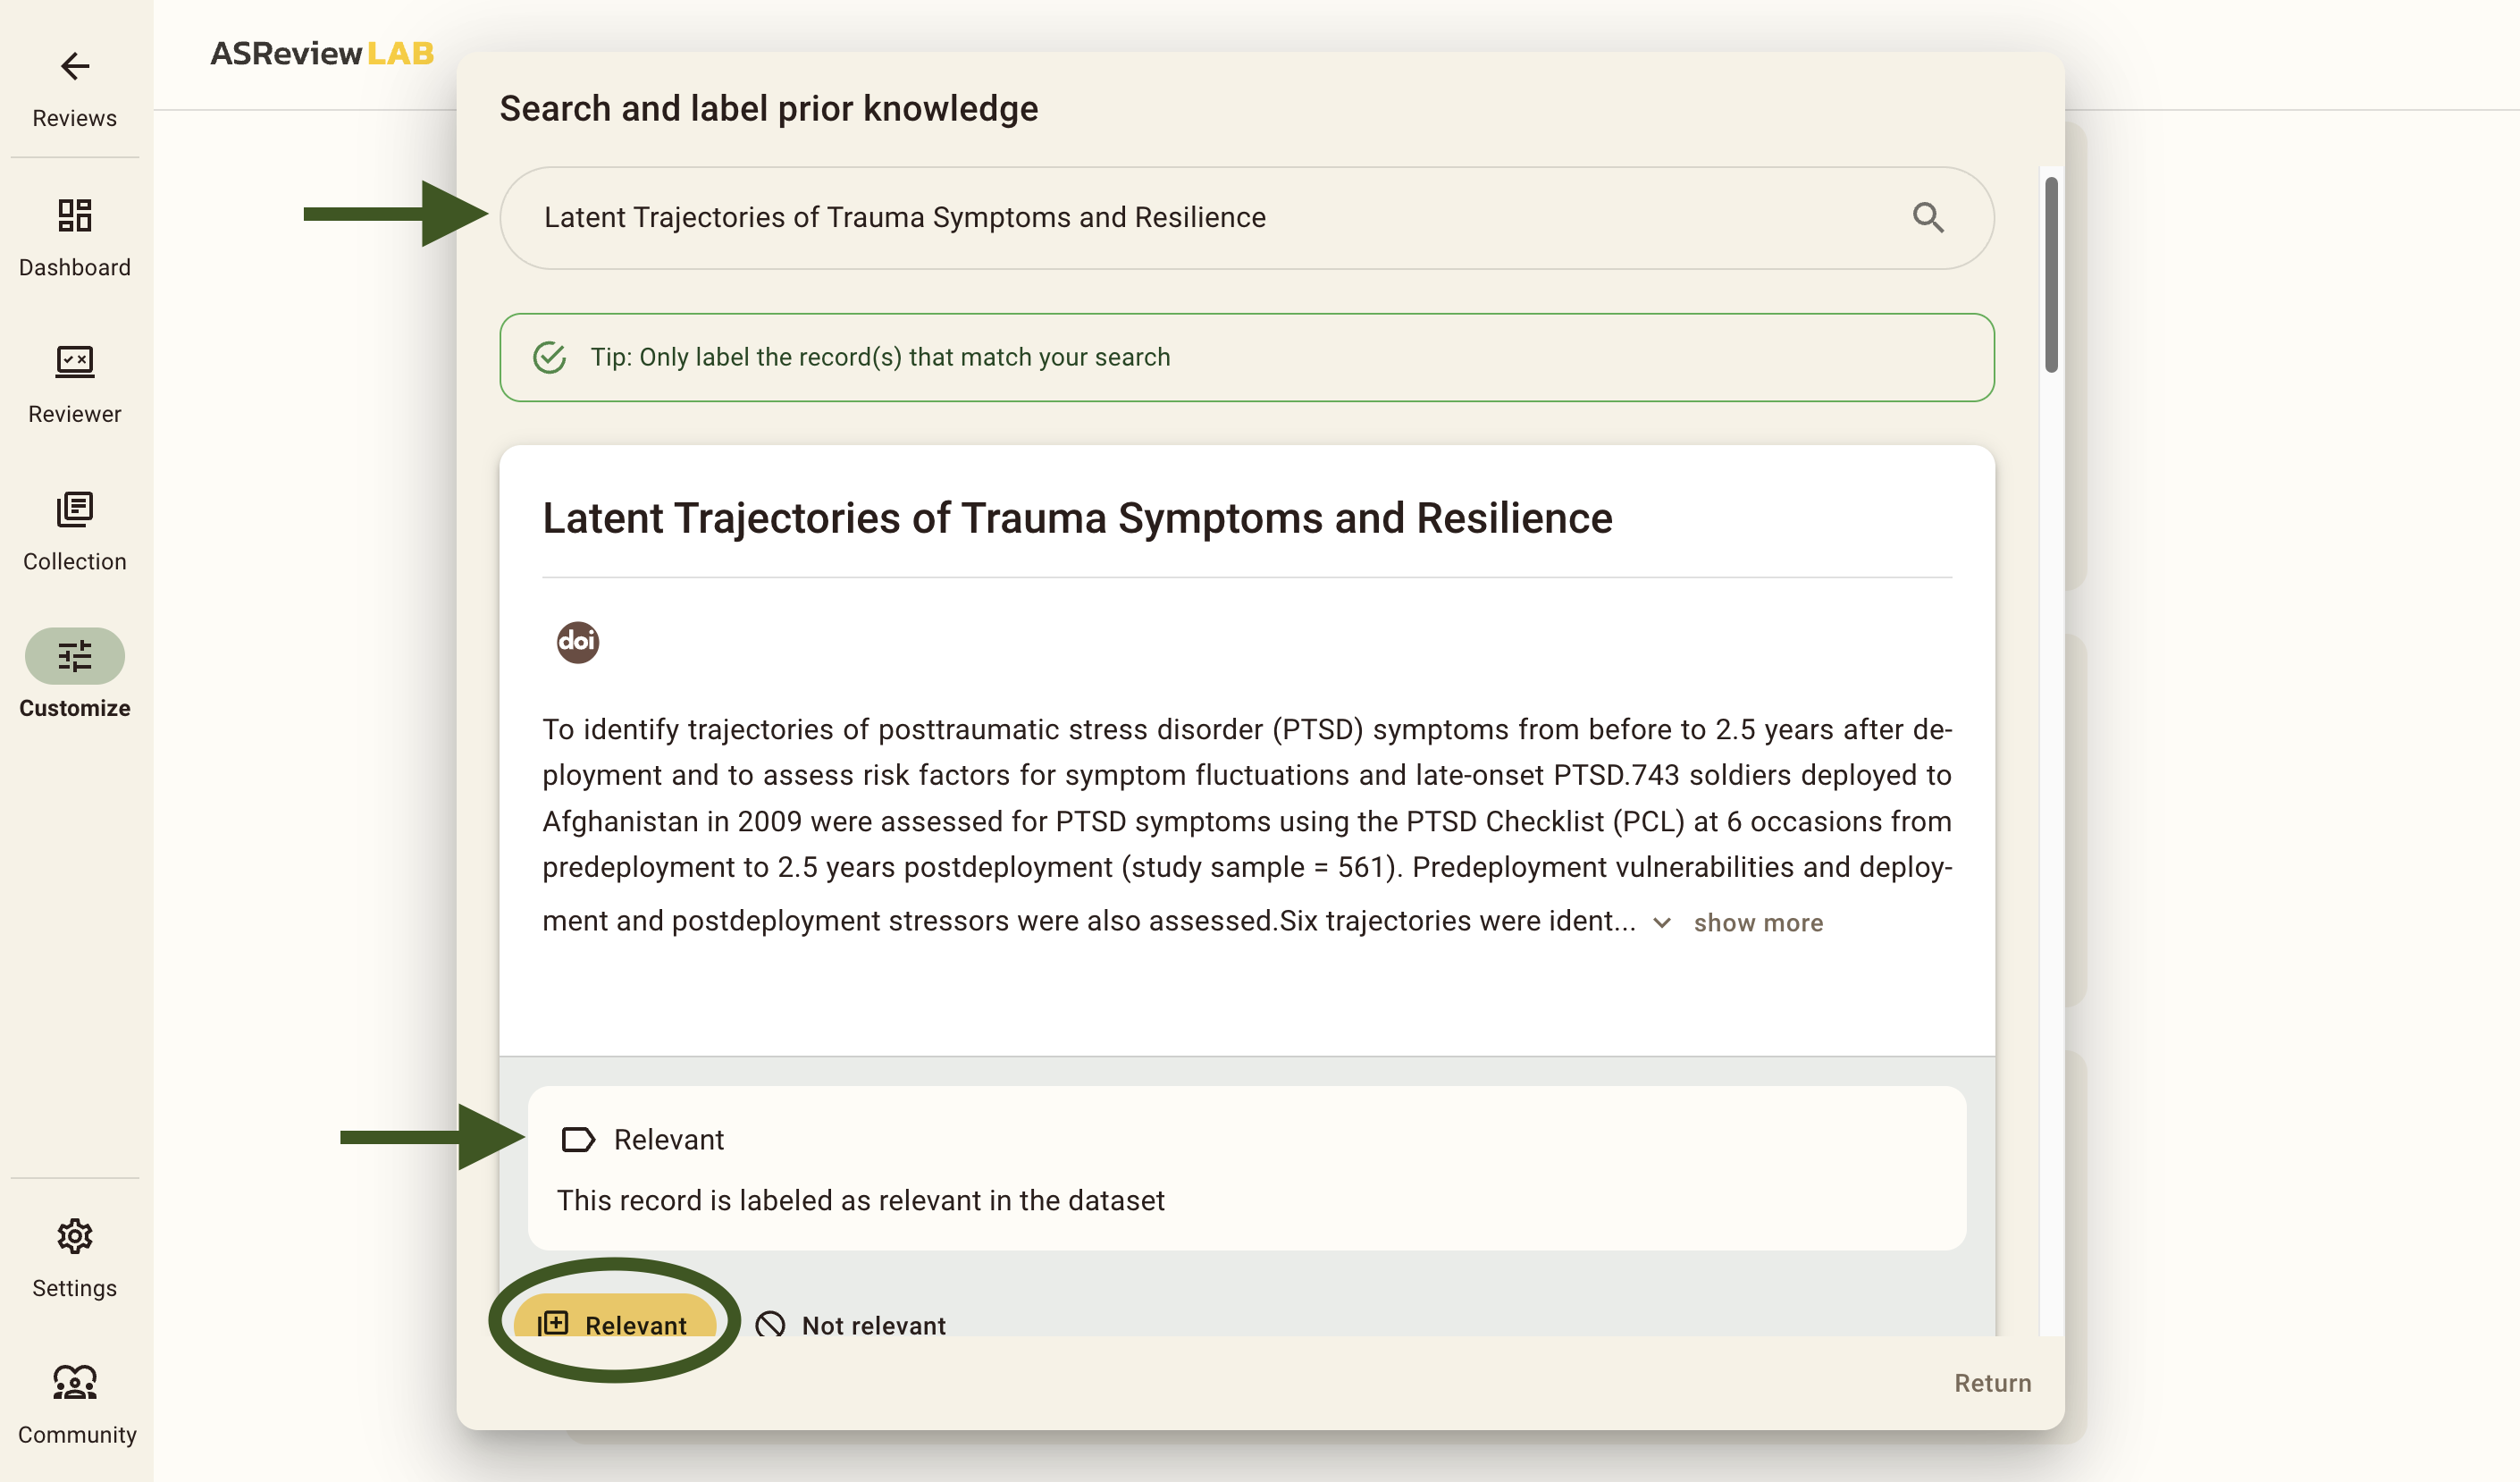 Reviews
Dashboard
Reviewer
Collection
Customize
Settings
Community
ASReview LAB
Search and label prior knowledge
Latent Trajectories of Trauma Symptoms and Resilience
Tip: Only label the record(s) that match your search
Latent Trajectories of Trauma Symptoms and Resilience
doi
To identify trajectories of posttraumatic stress disorder (PTSD) symptoms from before to 2.5 years after de-
ployment and to assess risk factors for symptom fluctuations and late-onset PTSD.743 soldiers deployed to
Afghanistan in 2009 were assessed for PTSD symptoms using the PTSD Checklist (PCL) at 6 occasions from
predeployment to 2.5 years postdeployment (study sample = 561). Predeployment vulnerabilities and deploy-
ment and postdeployment stressors were also assessed.Six trajectories were ident... show more
Relevant
This record is labeled as relevant in the dataset
Relevant Not relevant
Return